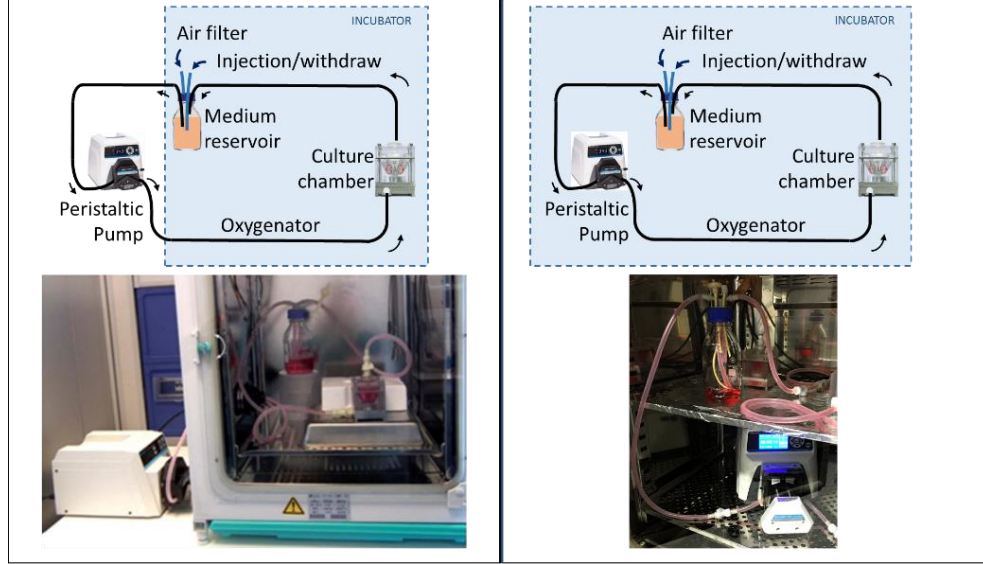 INCUBATOR
Air filter
Injection/withdraw
Medium
reservoir
Culture
chamber
Peristaltic
Pump
Oxygenator
INCUBATOR
Air filter
Injection/withdraw
Medium
reservoir
Culture
chamber
Peristaltic
Pump
Oxygenator